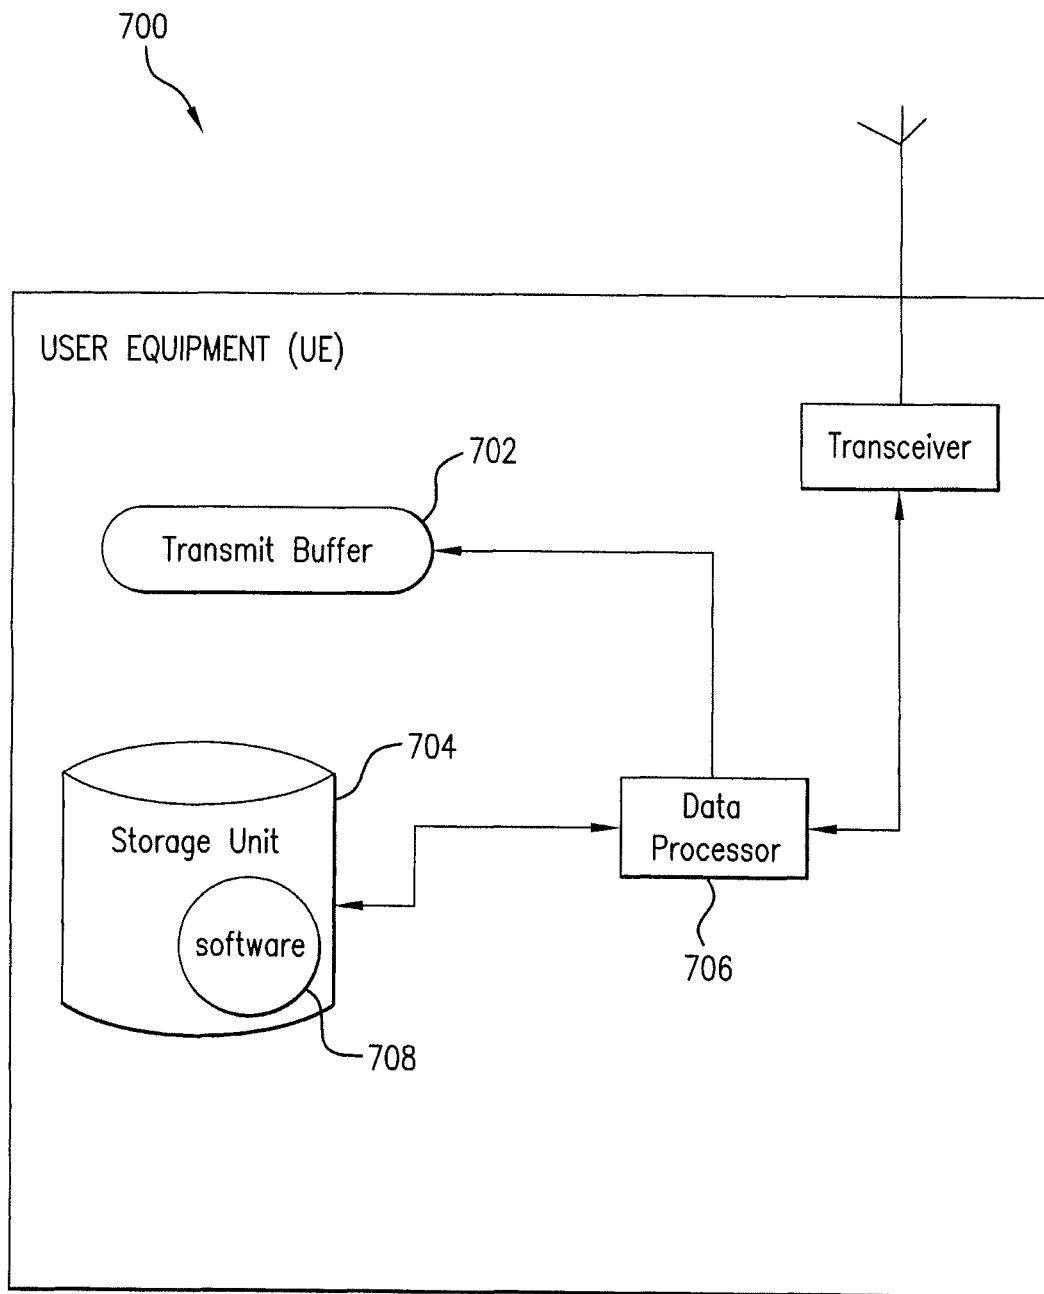 700
USER EQUIPMENT (UE)
Transceiver
702
Transmit Buffer
704
Storage Unit
Data
Processor
software
706
708